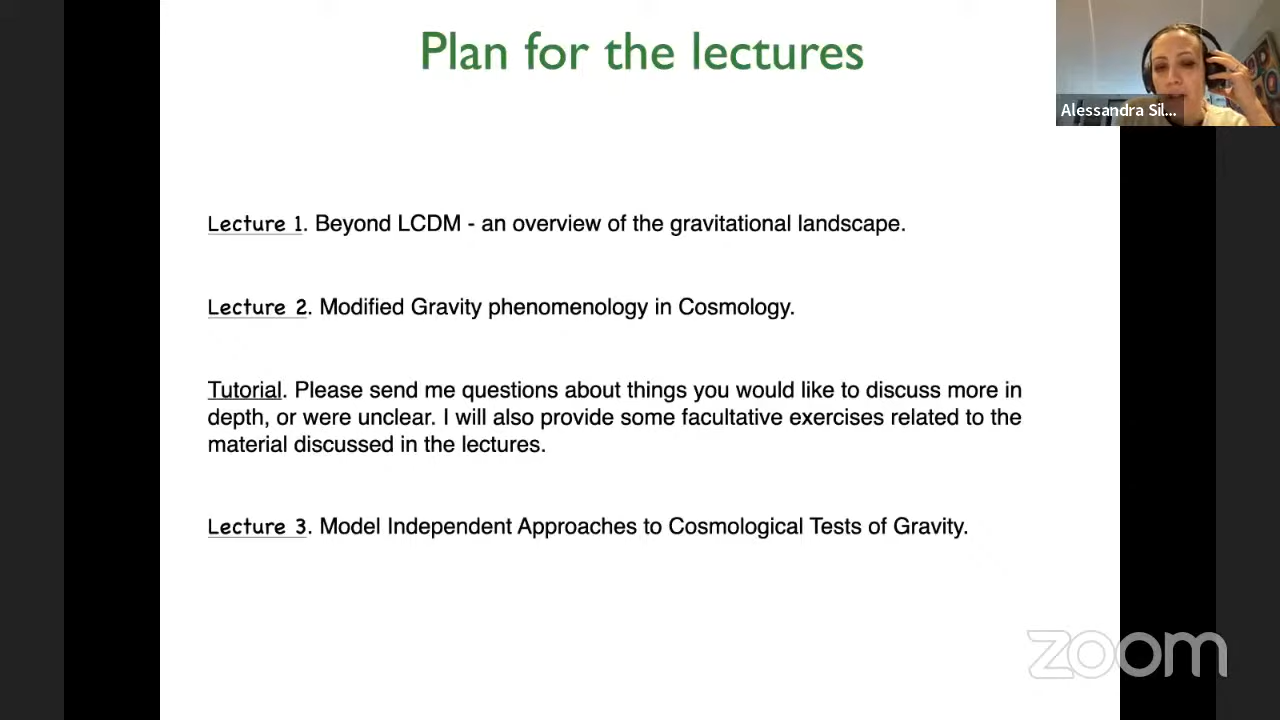 Plan for the lectures
Alessandra Sil...
Lecture 1. Beyond LCDM - an overview of the gravitational landscape.
Lecture 2. Modified Gravity phenomenology in Cosmology.
Tutorial. Please send me questions about things you would like to discuss more in
depth, or were unclear. I will also provide some facultative exercises related to the
material discussed in the lectures.
Lecture 3. Model Independent Approaches to Cosmological Tests of Gravity.
zoom